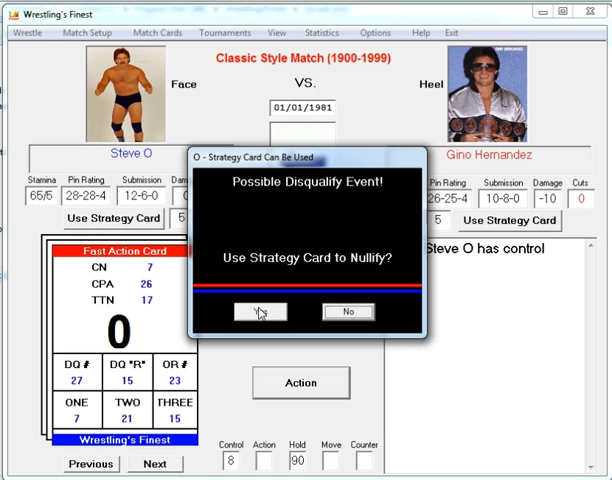 Wrestling's Finest
Wrestle Match Setup Match Cards Tournaments View Statistics Options Help Exit
Classic Style Match (1900-1999)
Face VS. Heel
01/01/1981
Steve O
Gino Hernandez
Stamina Pin Rating Submission
65/5 28-28-4 12-6-0
Pin Rating Submission Damage Cuts
26-25-4 10-8-0 -10 0
Use Strategy Card 5
5 Use Strategy Card
O - Strategy Card Can Be Used
Possible Disqualify Event!
Use Strategy Card to Nullify?
Yes No
Steve O has control
Fast Action Card
CN 7
CPA 26
TTN 17
0
DQ # DQ "R" OR #
27 15 23
ONE TWO THREE
7 21 15
Wrestling's Finest
Previous Next
Action
Control Action Hold Move Counter
8 90